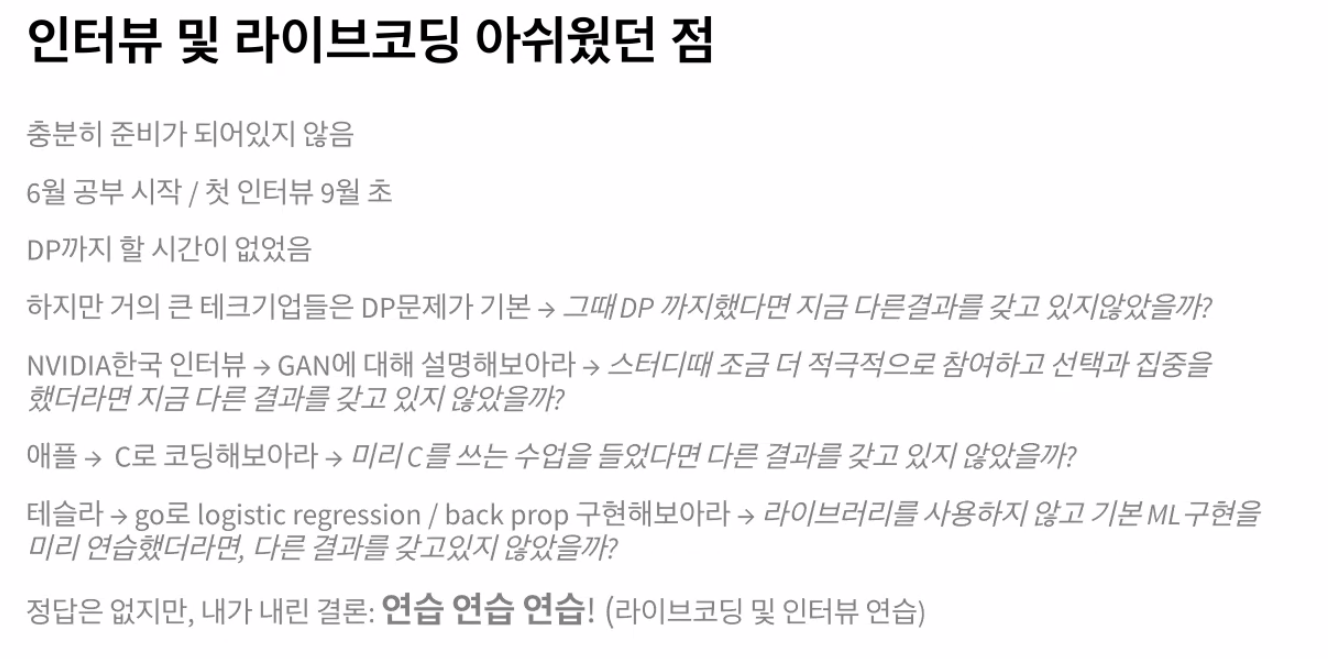 인터뷰 및 라이브코딩 아쉬웠던 점
충분히 준비가 되어있지 않음
6월 공부 시작 / 첫 인터뷰 9월 초
DP까지 할 시간이 없었음
하지만 거의 큰 테크기업들은 DP문제가 기본 → 그때 DP 까지했다면 지금 다른결과를 갖고 있지않았을까?
NVIDIA한국 인터뷰 → GAN에 대해 설명해보아라 → 스터디때 조금 더 적극적으로 참여하고 선택과 집중을
했더라면 지금 다른 결과를 갖고 있지 않았을까?
애플 → C로 코딩해보아라 → 미리 C를 쓰는 수업을 들었다면 다른 결과를 갖고 있지 않았을까?
테슬라 → go로 logistic regression / back prop 구현해보아라 → 라이브러리를 사용하지 않고 기본 ML구현을
미리 연습했더라면, 다른 결과를 갖고있지 않았을까?
정답은 없지만, 내가 내린 결론: 연습 연습 연습! (라이브코딩 및 인터뷰 연습)